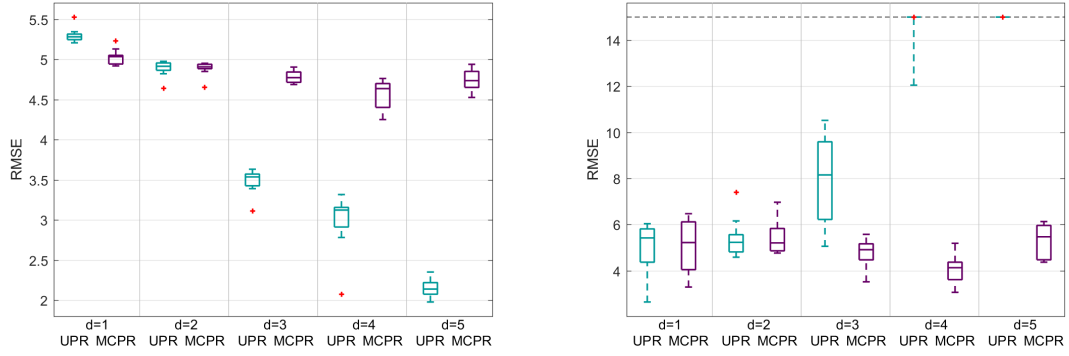 RMSE
5.5
5
4.5
4
3.5
3
2.5
2
d=1 d=2 d=3 d=4 d=5
UPR MCPR UPR MCPR UPR MCPR UPR MCPR UPR MCPR
RMSE
14
12
10
8
6
4
d=1 d=2 d=3 d=4 d=5
UPR MCPR UPR MCPR UPR MCPR UPR MCPR UPR MCPR